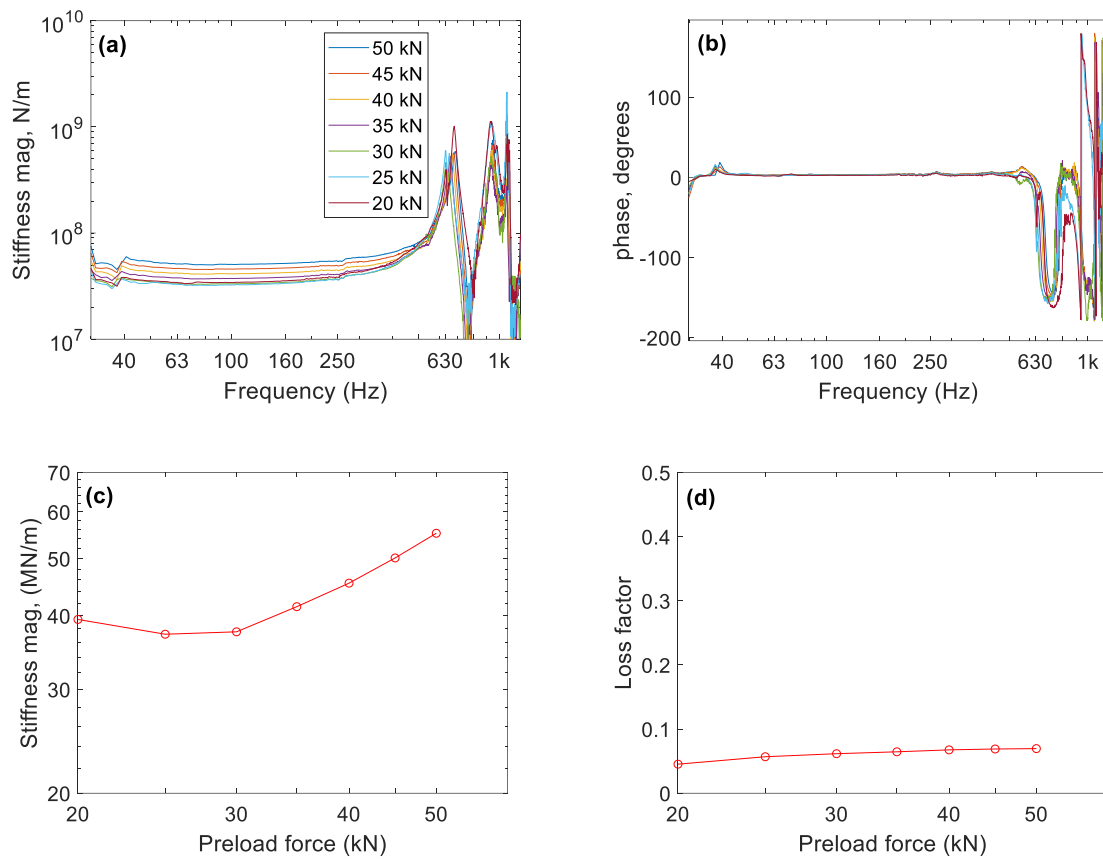 (a)
10^10
10^9
10^8
10^7
Stiffness mag, N/m
50 kN
45 kN
40 kN
35 kN
30 kN
25 kN
20 kN
40 63 100 160 250 630 1k
Frequency (Hz)
(b)
100
0
-100
-200
phase, degrees
40 63 100 160 250 630 1k
Frequency (Hz)
(c)
70
60
50
40
30
20
Stiffness mag, (MN/m)
20 30 40 50
Preload force (kN)
(d)
0.5
0.4
0.3
0.2
0.1
0
Loss factor
20 30 40 50
Preload force (kN)